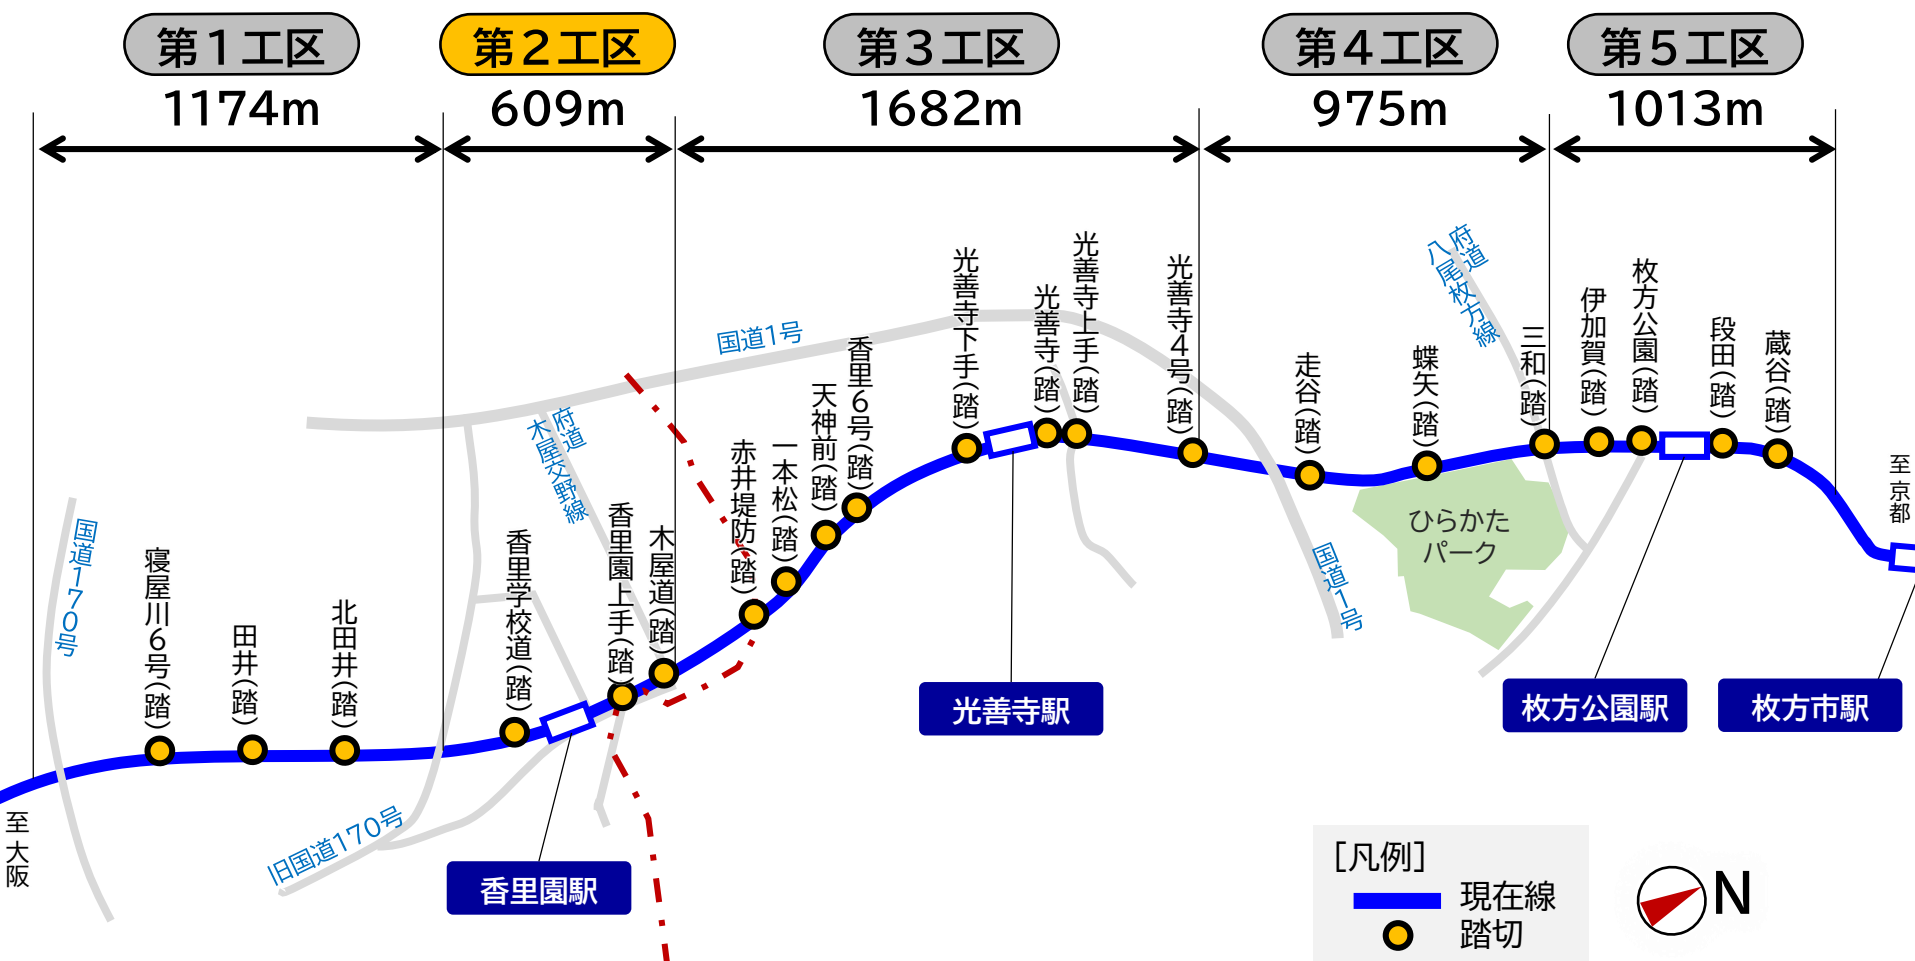 第1工区
第2工区
第3工区
第4工区
第5工区
1174m
609m
1682m
975m
1013m
国道170号
寝屋川6号(踏)
田井(踏)
北田井(踏)
香里学校道(踏)
香里園上手(踏)
木屋道(踏)
赤井堤防(踏)
一本松(踏)
天神前(踏)
香里6号(踏)
光善寺下手(踏)
光善寺(踏)
光善寺上手(踏)
光善寺4号(踏)
走谷(踏)
蝶矢(踏)
三和(踏)
伊加賀(踏)
枚方公園(踏)
段田(踏)
蔵谷(踏)
国道1号
府道
木屋交野線
府道
八尾枚方線
国道1号
旧国道170号
ひらかた
パーク
至 大阪
至 京都
香里園駅
光善寺駅
枚方公園駅
枚方市駅
[凡例]
現在線
踏切
N